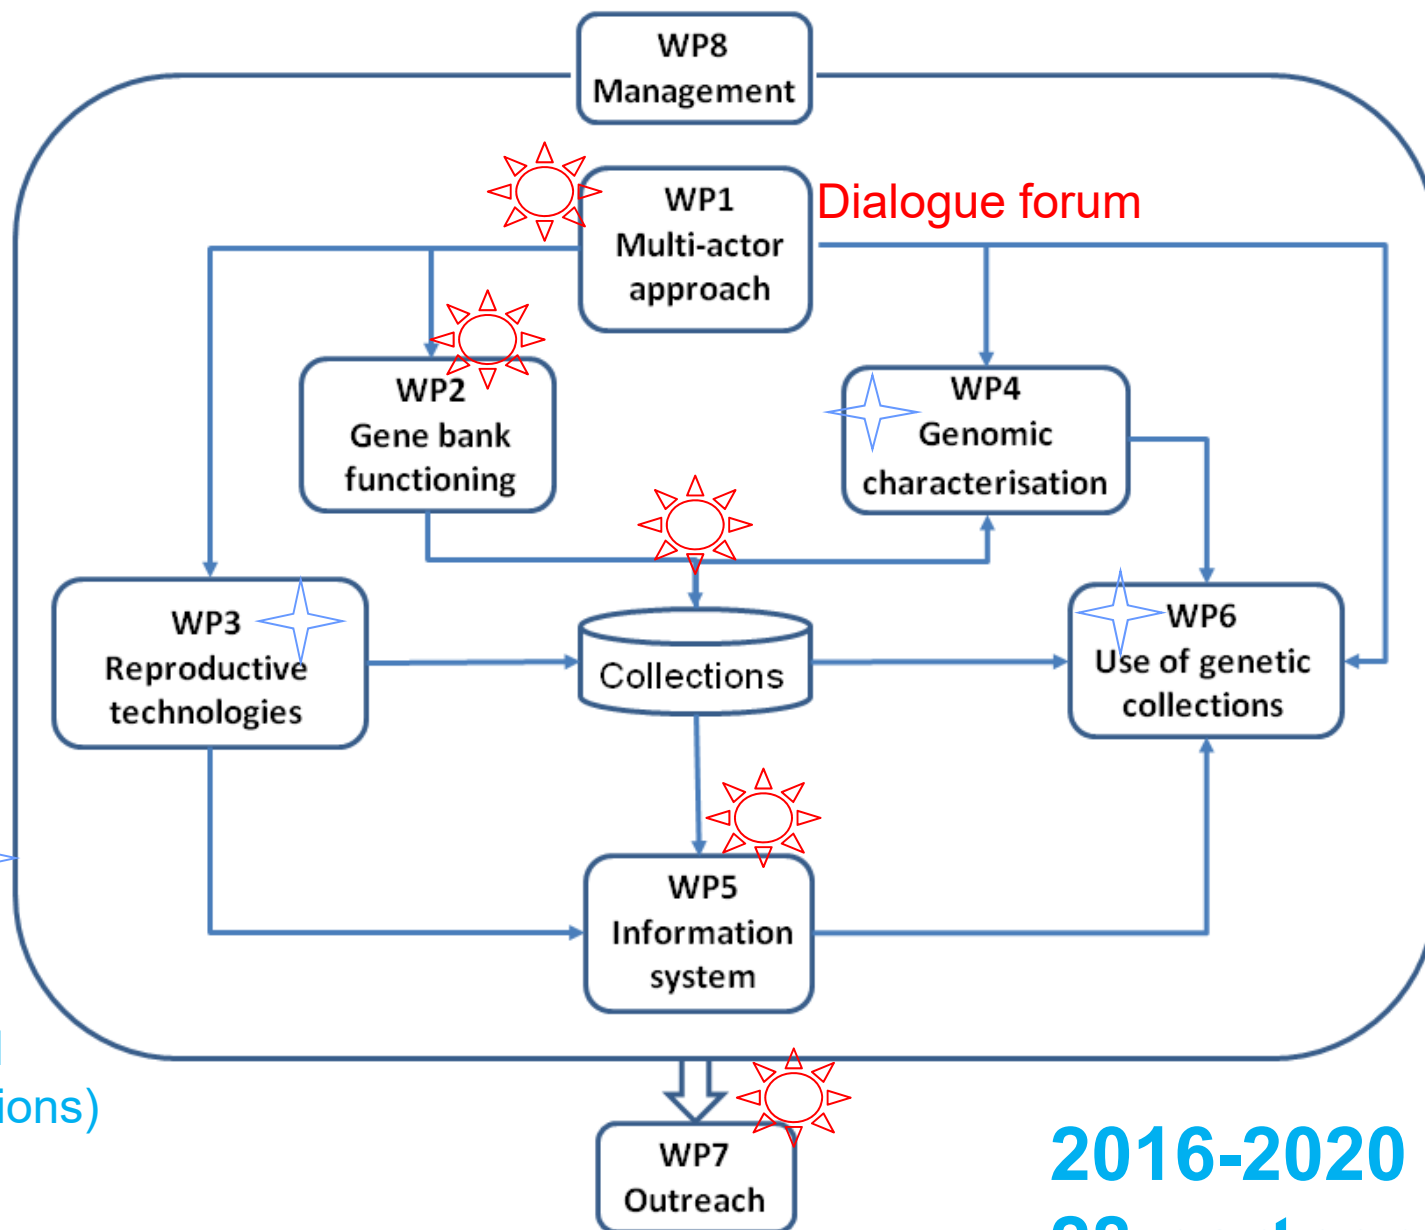 WP8
Management
WP1
Multi-actor
approach
Dialogue forum
WP2
Gene bank
functioning
WP4
Genomic
characterisation
WP3
Reproductive
technologies
Collections
WP6
Use of genetic
collections
WP5
Information
system
ions)
WP7
Outreach
2016-2020